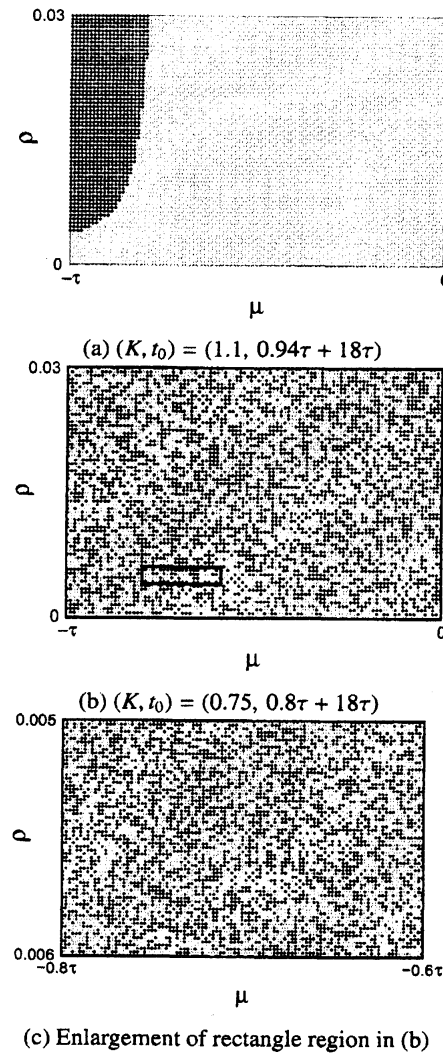 0.03
ρ
0
−τ
0
μ
(a) (K, t₀) = (1.1, 0.94τ + 18τ)
0.03
ρ
0
−τ
0
μ
(b) (K, t₀) = (0.75, 0.8τ + 18τ)
0.005
ρ
0.006
−0.8τ
−0.6τ
μ
(c) Enlargement of rectangle region in (b)